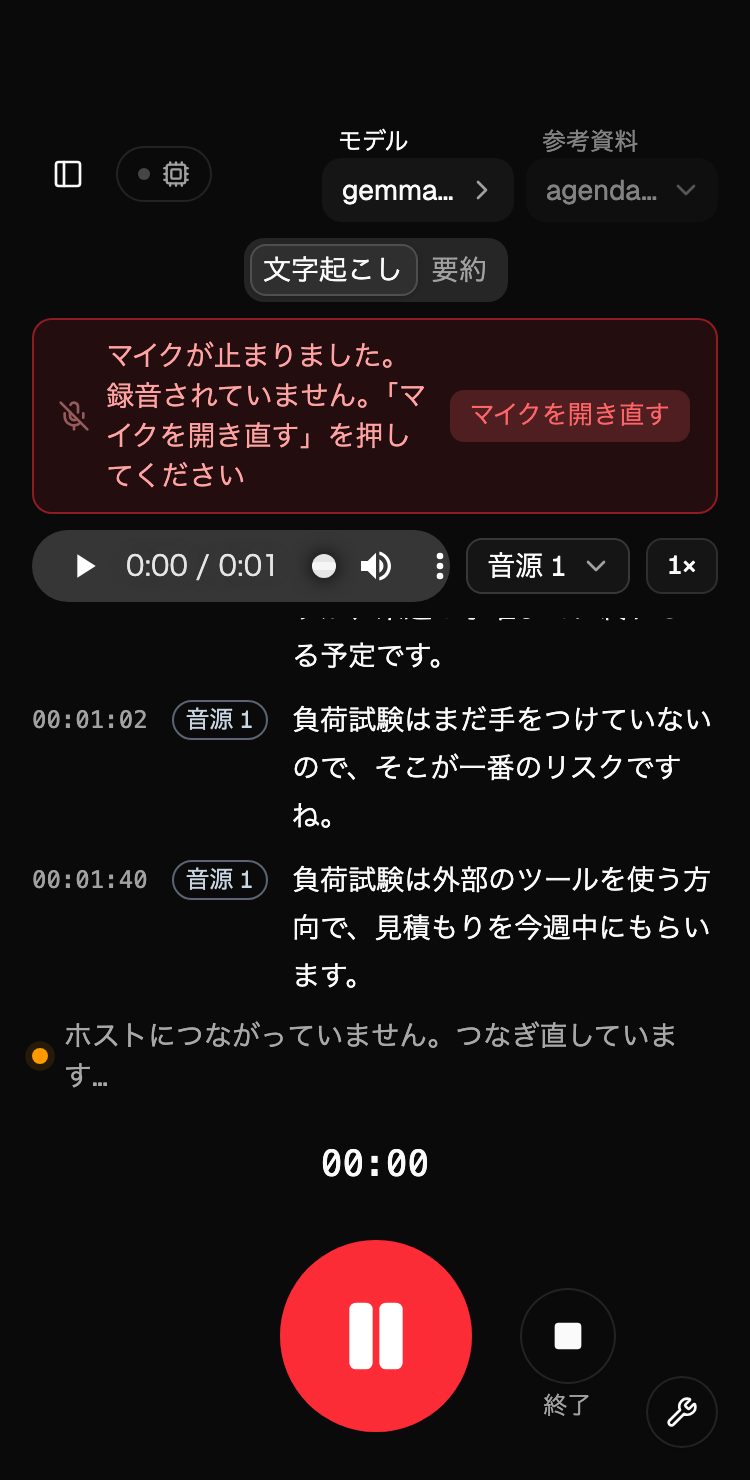 モデル
参考資料
gemma…
agenda…
文字起こし
要約
マイクが止まりました。
録音されていません。「マ
イクを開き直す」を押し
てください
マイクを開き直す
0:00 / 0:01
音源 1
1×
る予定です。
00:01:02
音源 1
負荷試験はまだ手をつけていない
ので、そこが一番のリスクです
ね。
00:01:40
音源 1
負荷試験は外部のツールを使う方
向で、見積もりを今週中にもらい
ます。
ホストにつながっていません。つなぎ直していま
す…
00:00
終了